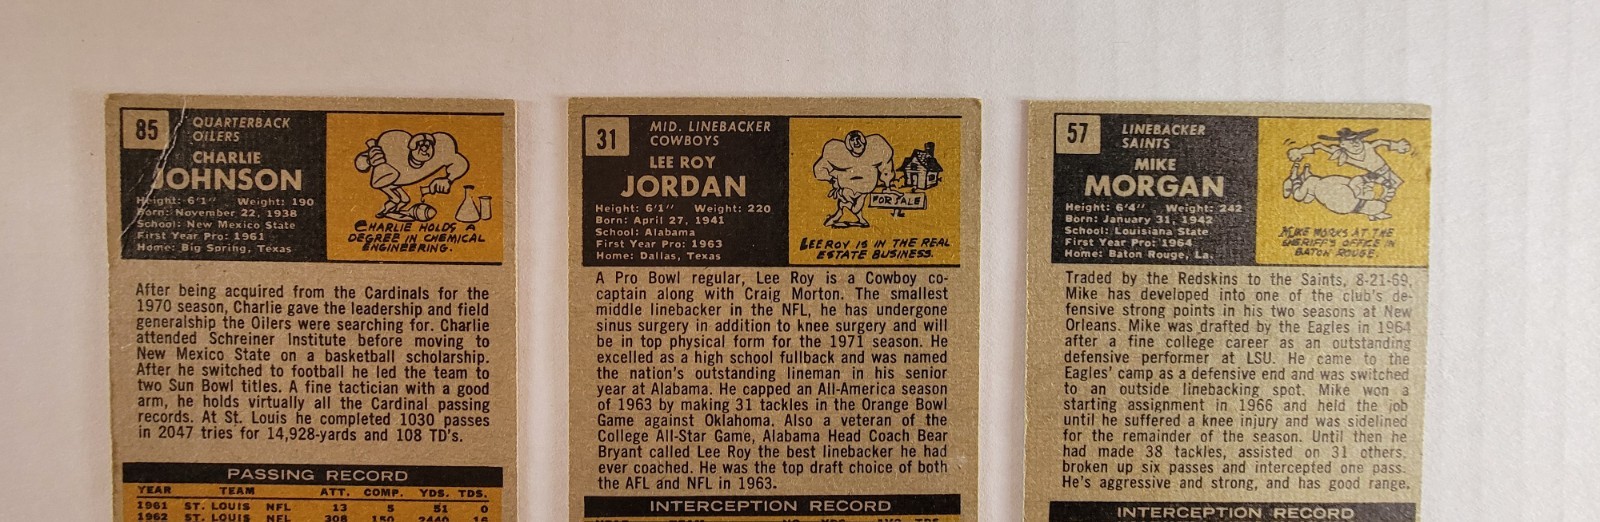 85
QUARTERBACK
OILERS
CHARLIE
JOHNSON
Height: 6'1" Weight: 190
Born: November 22, 1938
School: New Mexico State
First Year Pro: 1961
Home: Big Spring, Texas
CHARLIE HOLDS A
DEGREE IN CHEMICAL
ENGINEERING.
After being acquired from the Cardinals for the
1970 season, Charlie gave the leadership and field
generalship the Oilers were searching for. Charlie
attended Schreiner Institute before moving to
New Mexico State on a basketball scholarship.
After he switched to football he led the team to
two Sun Bowl titles. A fine tactician with a good
arm, he holds virtually all the Cardinal passing
records. At St. Louis he completed 1030 passes
in 2047 tries for 14,928-yards and 108 TD's.
PASSING RECORD
YEAR TEAM ATT. COMP. YDS. TDS.
1961 ST. LOUIS NFL 13 5 51 0
1962 ST. LOUIS NFL 308 150 2440 16
31
MID. LINEBACKER
COWBOYS
LEE ROY
JORDAN
Height: 6'1" Weight: 220
Born: April 27, 1941
School: Alabama
First Year Pro: 1963
Home: Dallas, Texas
FOR SALE
LEE ROY IS IN THE REAL
ESTATE BUSINESS.
A Pro Bowl regular, Lee Roy is a Cowboy co-
captain along with Craig Morton. The smallest
middle linebacker in the NFL, he has undergone
sinus surgery in addition to knee surgery and will
be in top physical form for the 1971 season. He
excelled as a high school fullback and was named
the nation's outstanding lineman in his senior
year at Alabama. He capped an All-America season
of 1963 by making 31 tackles in the Orange Bowl
Game against Oklahoma. Also a veteran of the
College All-Star Game, Alabama Head Coach Bear
Bryant called Lee Roy the best linebacker he had
ever coached. He was the top draft choice of both
the AFL and NFL in 1963.
INTERCEPTION RECORD
57
LINEBACKER
SAINTS
MIKE
MORGAN
Height: 6'4" Weight: 242
Born: January 31, 1942
School: Louisiana State
First Year Pro: 1964
Home: Baton Rouge, La.
MIKE WORKS AT THE
SHERIFF'S OFFICE IN
BATON ROUGE.
Traded by the Redskins to the Saints, 8-21-69,
Mike has developed into one of the club's de-
fensive strong points in his two seasons at New
Orleans. Mike was drafted by the Eagles in 1964
after a fine college career as an outstanding
defensive performer at LSU. He came to the
Eagles' camp as a defensive end and was switched
to an outside linebacking spot. Mike won a
starting assignment in 1966 and held the job
until he suffered a knee injury and was sidelined
for the remainder of the season. Until then he
had made 38 tackles, assisted on 31 others,
broken up six passes and intercepted one pass.
He's aggressive and strong, and has good range.
INTERCEPTION RECORD